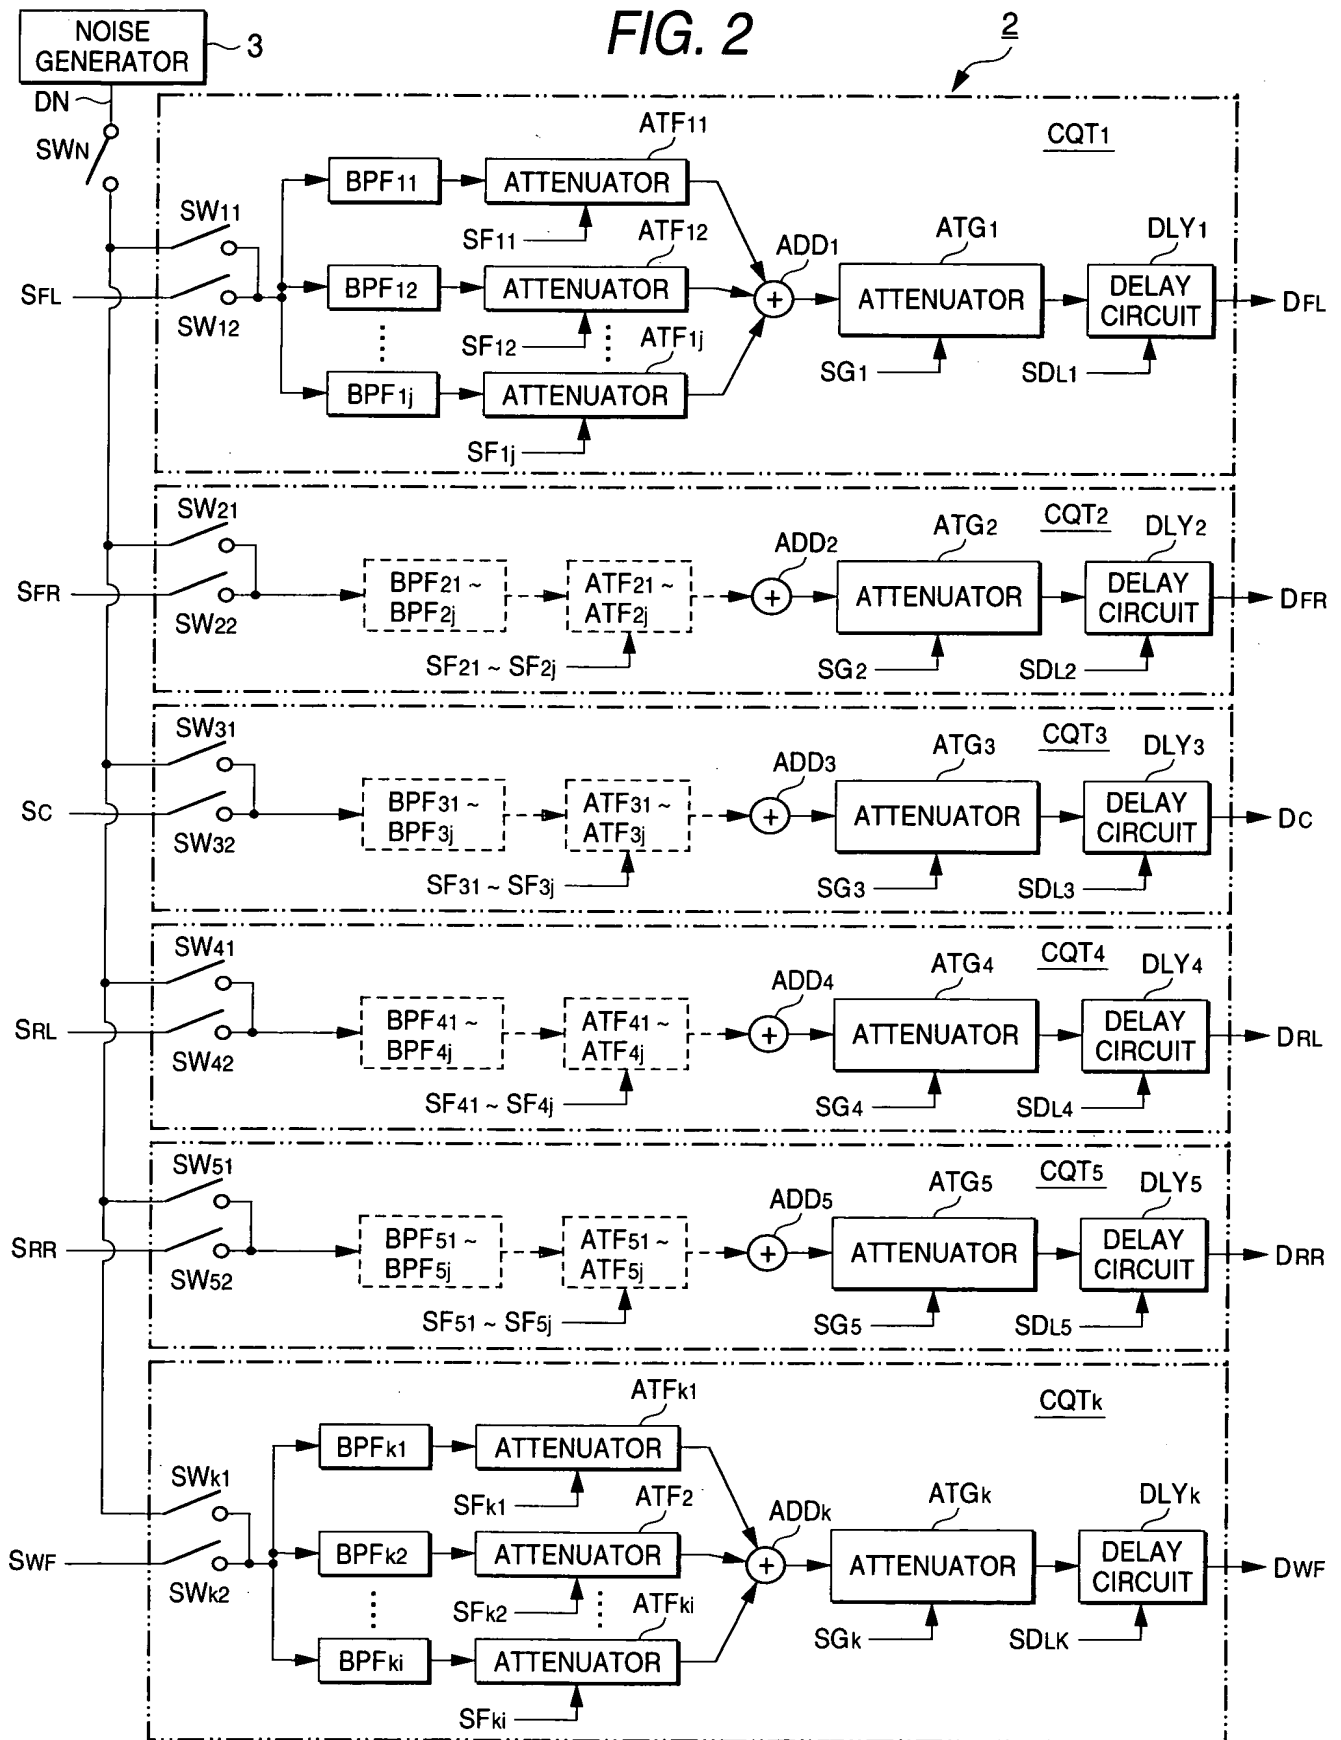 FIG. 2
2
NOISE
GENERATOR
3
DN
SWN
CQT1
ATF11
BPF11
ATTENUATOR
SF11
SW11
SFL
SW12
ATF12
BPF12
ATTENUATOR
SF12
ATF1j
BPF1j
ATTENUATOR
SF1j
ADD1
ATG1
ATTENUATOR
SG1
DLY1
DELAY
CIRCUIT
SDL1
DFL
CQT2
SW21
SFR
SW22
BPF21 ~
BPF2j
ATF21 ~
ATF2j
SF21 ~ SF2j
ADD2
ATG2
ATTENUATOR
SG2
DLY2
DELAY
CIRCUIT
SDL2
DFR
CQT3
SW31
SC
SW32
BPF31 ~
BPF3j
ATF31 ~
ATF3j
SF31 ~ SF3j
ADD3
ATG3
ATTENUATOR
SG3
DLY3
DELAY
CIRCUIT
SDL3
DC
CQT4
SW41
SRL
SW42
BPF41 ~
BPF4j
ATF41 ~
ATF4j
SF41 ~ SF4j
ADD4
ATG4
ATTENUATOR
SG4
DLY4
DELAY
CIRCUIT
SDL4
DRL
CQT5
SW51
SRR
SW52
BPF51 ~
BPF5j
ATF51 ~
ATF5j
SF51 ~ SF5j
ADD5
ATG5
ATTENUATOR
SG5
DLY5
DELAY
CIRCUIT
SDL5
DRR
CQTk
ATFk1
BPFk1
ATTENUATOR
SFk1
SWk1
SWF
SWk2
ATF2
BPFk2
ATTENUATOR
SFk2
ATFki
BPFki
ATTENUATOR
SFki
ADDk
ATGk
ATTENUATOR
SGk
DLYk
DELAY
CIRCUIT
SDLK
DWF